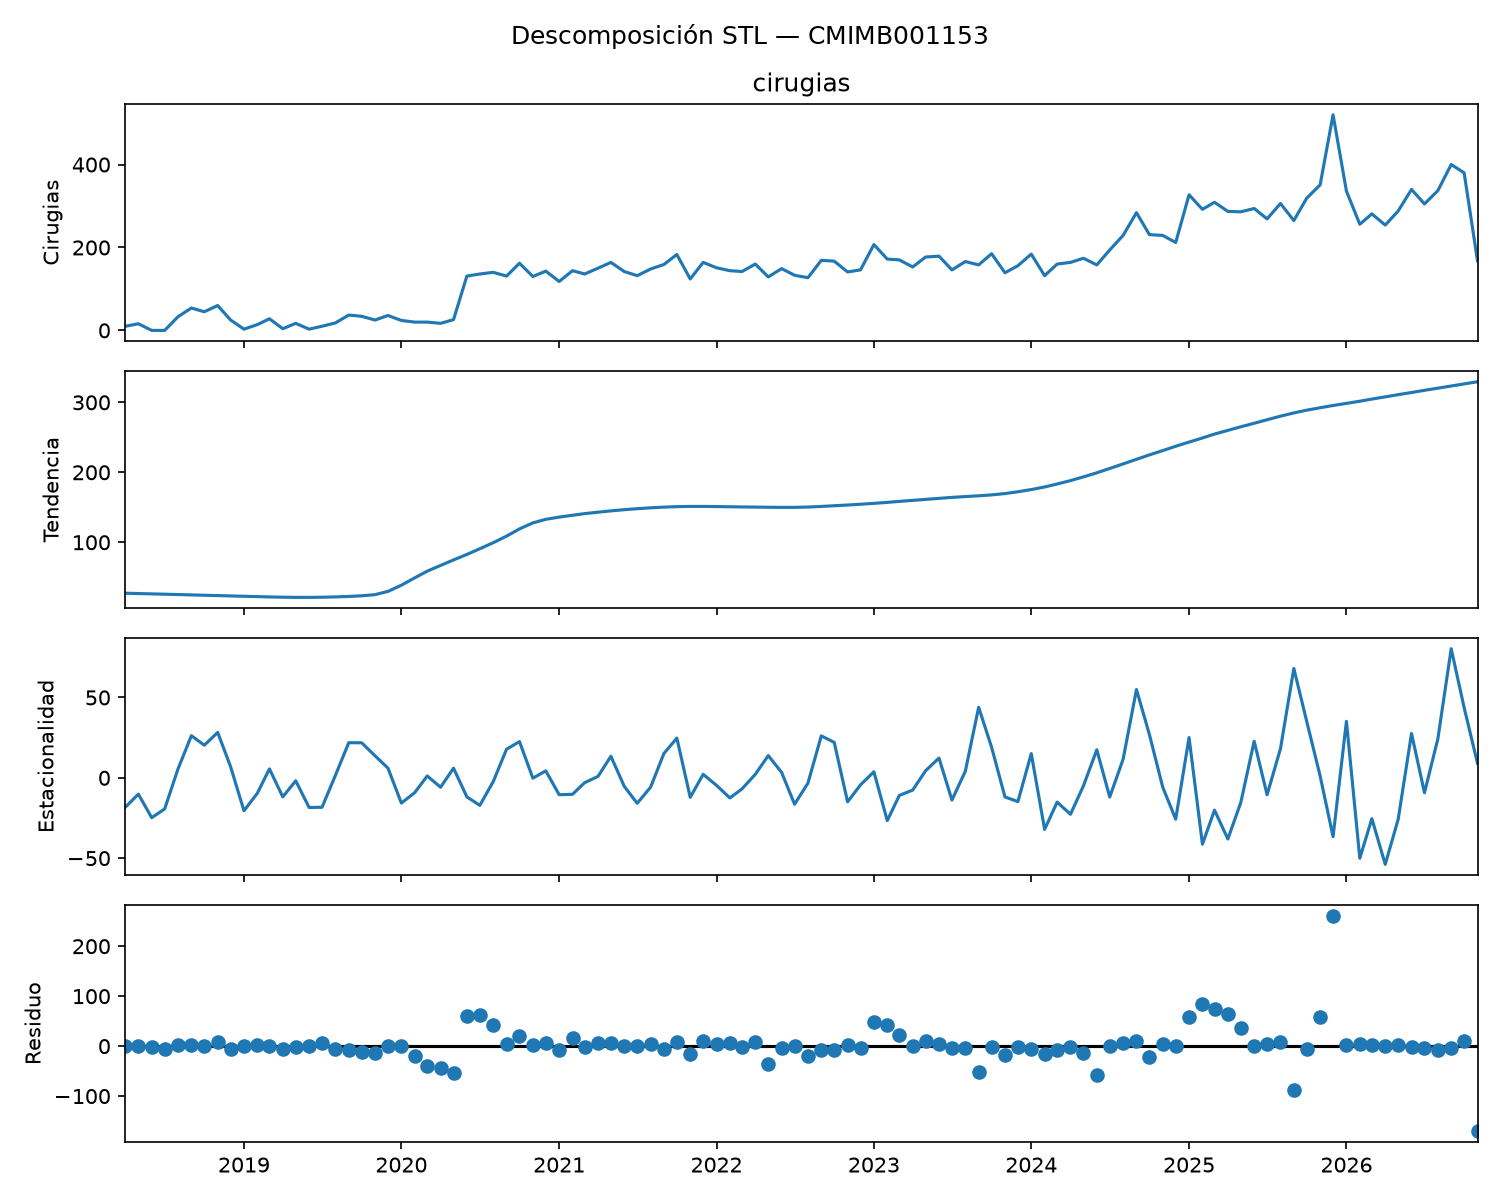 Descomposición STL — CMIMB001153
cirugias
Cirugias
400
200
0
Tendencia
300
200
100
Estacionalidad
50
0
−50
Residuo
200
100
0
−100
2019 2020 2021 2022 2023 2024 2025 2026